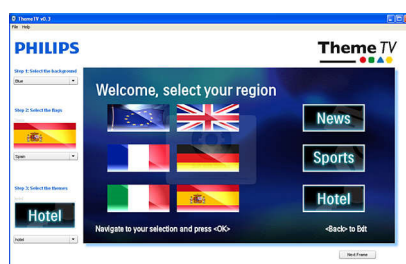 ThemeTV v0.3
File Help
PHILIPS
Theme TV
Step 1: Select the background
Blue
Step 2: Select the flags
Spain
Step 3: Select the themes
Hotel
hotel
Welcome, select your region
News
Sports
Hotel
Navigate to your selection and press <OK>
<Back> to Exit
Next Frame